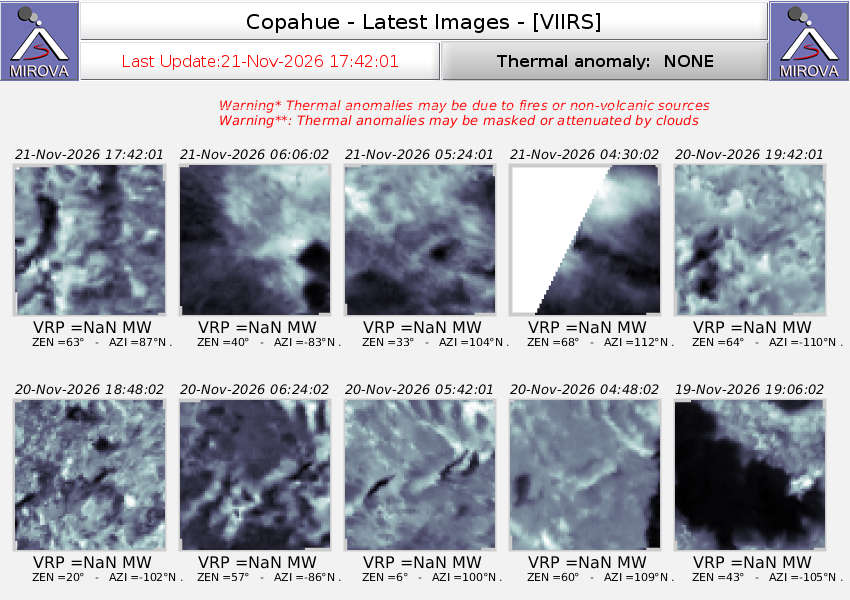 Copahue - Latest Images - [VIIRS]
MIROVA
Last Update:21-Nov-2026 17:42:01
Thermal anomaly: NONE
MIROVA
Warning* Thermal anomalies may be due to fires or non-volcanic sources
Warning**: Thermal anomalies may be masked or attenuated by clouds
21-Nov-2026 17:42:01 21-Nov-2026 06:06:02 21-Nov-2026 05:24:01 21-Nov-2026 04:30:02 20-Nov-2026 19:42:01
VRP =NaN MW VRP =NaN MW VRP =NaN MW VRP =NaN MW VRP =NaN MW
ZEN =63° - AZI =87°N . ZEN =40° - AZI =-83°N . ZEN =33° - AZI =104°N . ZEN =68° - AZI =112°N . ZEN =64° - AZI =-110°N .
20-Nov-2026 18:48:02 20-Nov-2026 06:24:02 20-Nov-2026 05:42:01 20-Nov-2026 04:48:02 19-Nov-2026 19:06:02
VRP =NaN MW VRP =NaN MW VRP =NaN MW VRP =NaN MW VRP =NaN MW
ZEN =20° - AZI =-102°N . ZEN =57° - AZI =-86°N . ZEN =6° - AZI =100°N . ZEN =60° - AZI =109°N . ZEN =43° - AZI =-105°N .